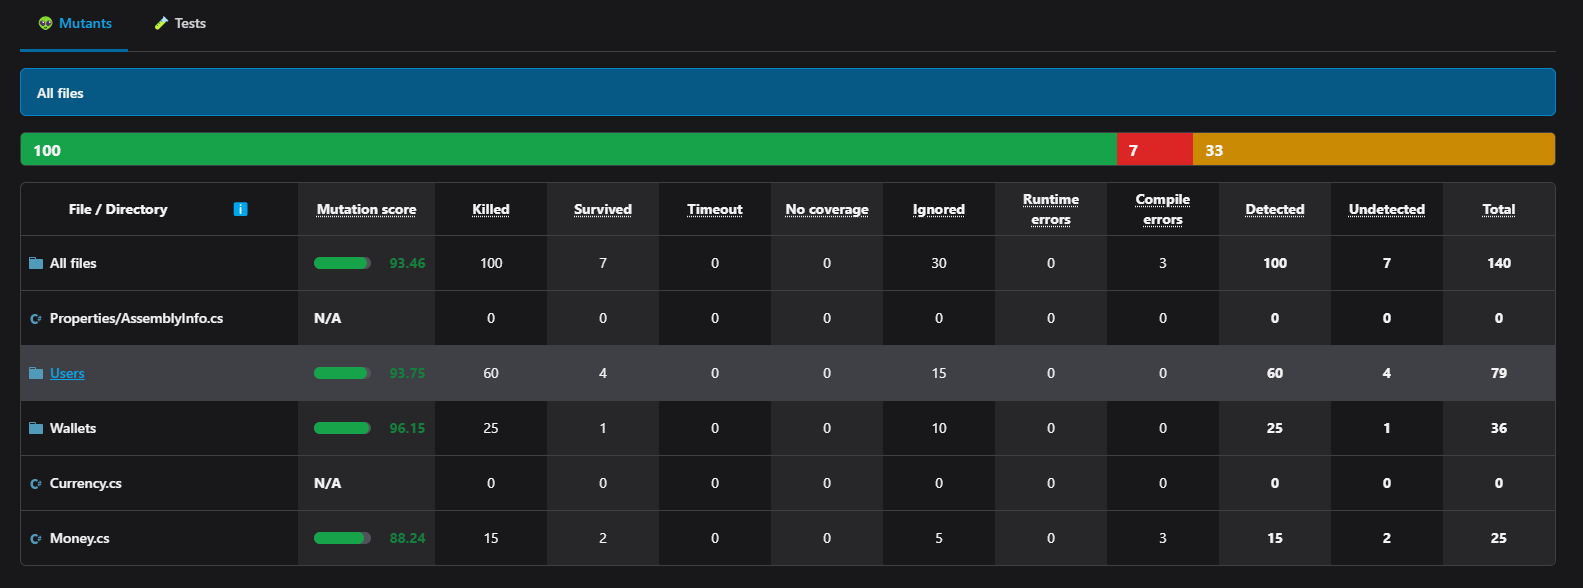 👽 Mutants 🧪 Tests
All files
100 7 33
File / Directory i Mutation score Killed Survived Timeout No coverage Ignored Runtime errors Compile errors Detected Undetected Total
All files 93.46 100 7 0 0 30 0 3 100 7 140
C# Properties/AssemblyInfo.cs N/A 0 0 0 0 0 0 0 0 0 0
Users 93.75 60 4 0 0 15 0 0 60 4 79
Wallets 96.15 25 1 0 0 10 0 0 25 1 36
C# Currency.cs N/A 0 0 0 0 0 0 0 0 0 0
C# Money.cs 88.24 15 2 0 0 5 0 3 15 2 25